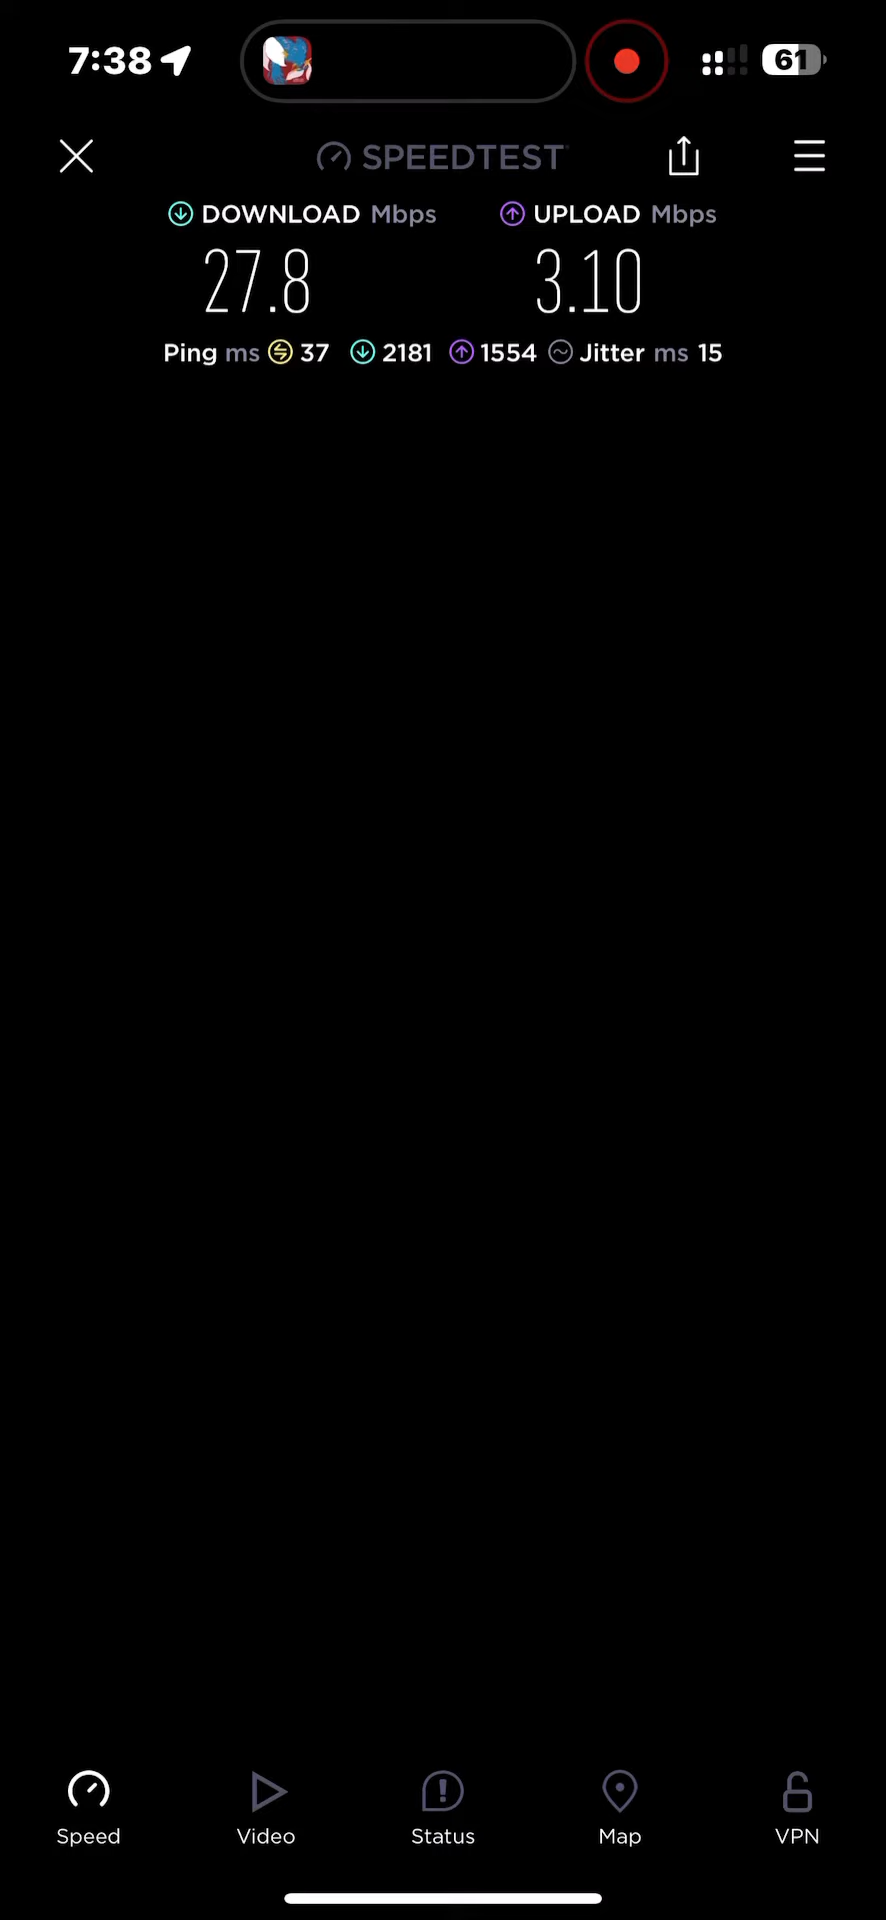 7:38 61
SPEEDTEST
DOWNLOAD Mbps UPLOAD Mbps
27.8 3.10
Ping ms 37 2181 1554 Jitter ms 15
Speed Video Status Map VPN